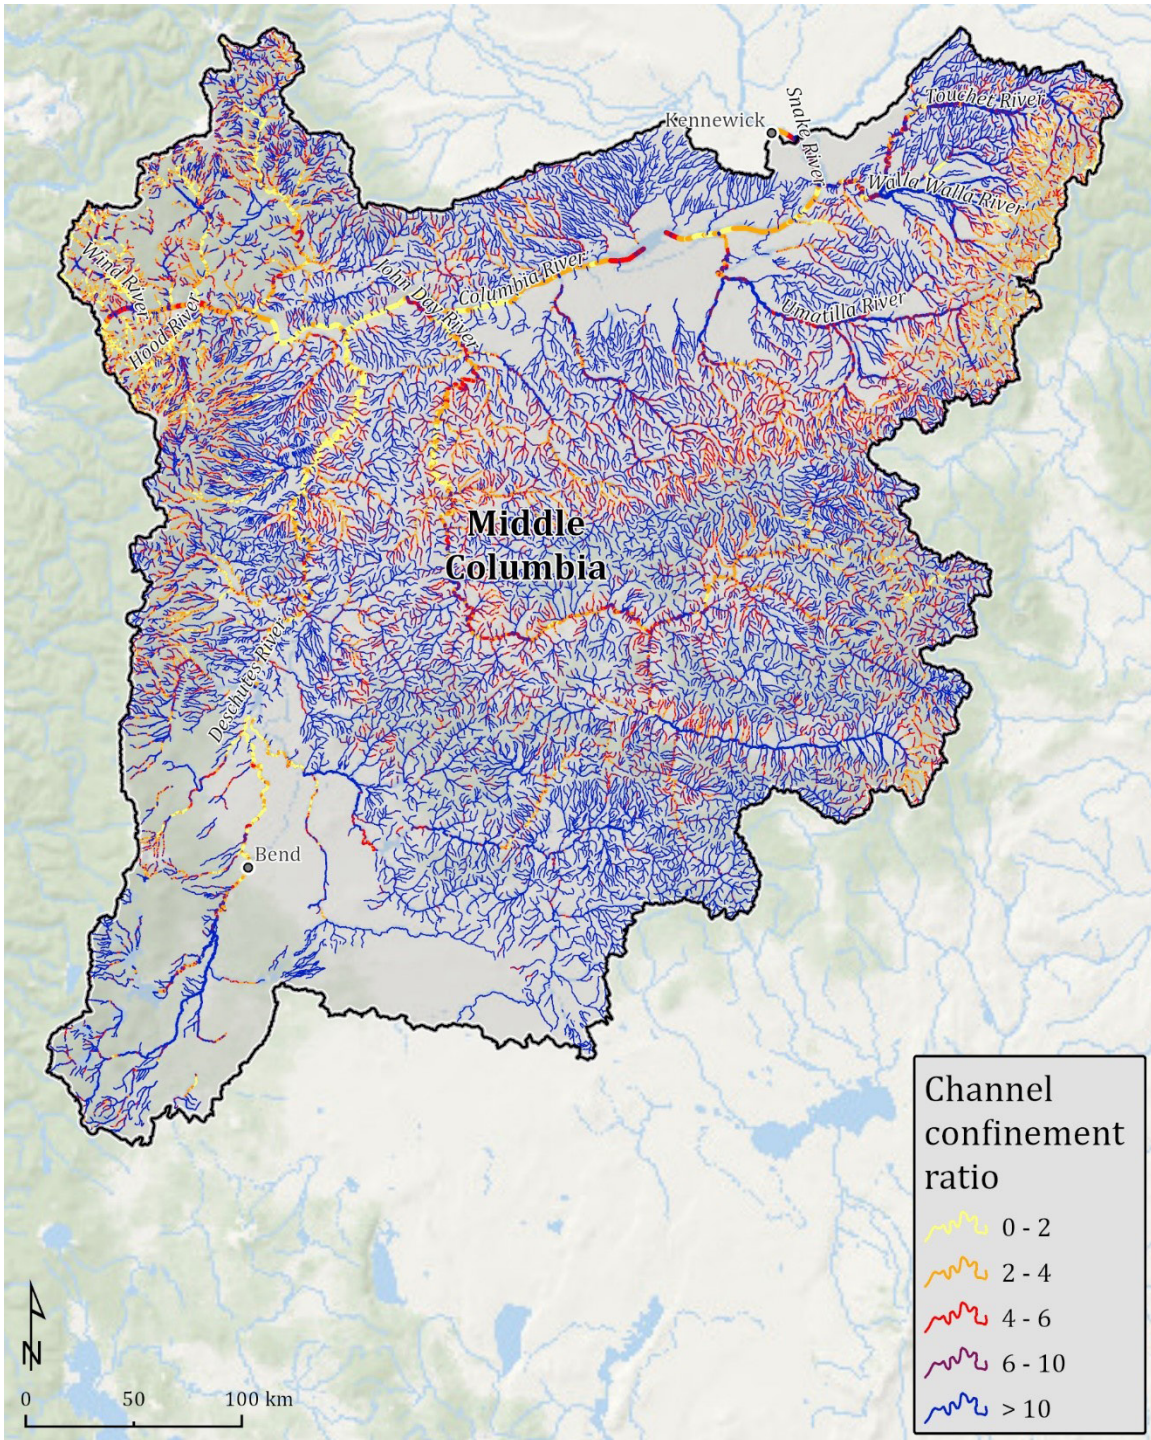 Kennewick
Snake River
Touchet River
Walla Walla River
Wind River
Hood River
John Day River
Columbia River
Umatilla River
Middle
Columbia
Deschutes River
Bend
Channel
confinement
ratio
0 - 2
2 - 4
4 - 6
6 - 10
> 10
N
0 50 100 km